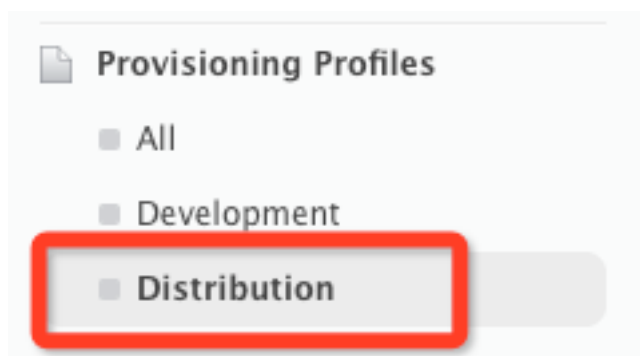 Provisioning Profiles
All
Development
Distribution